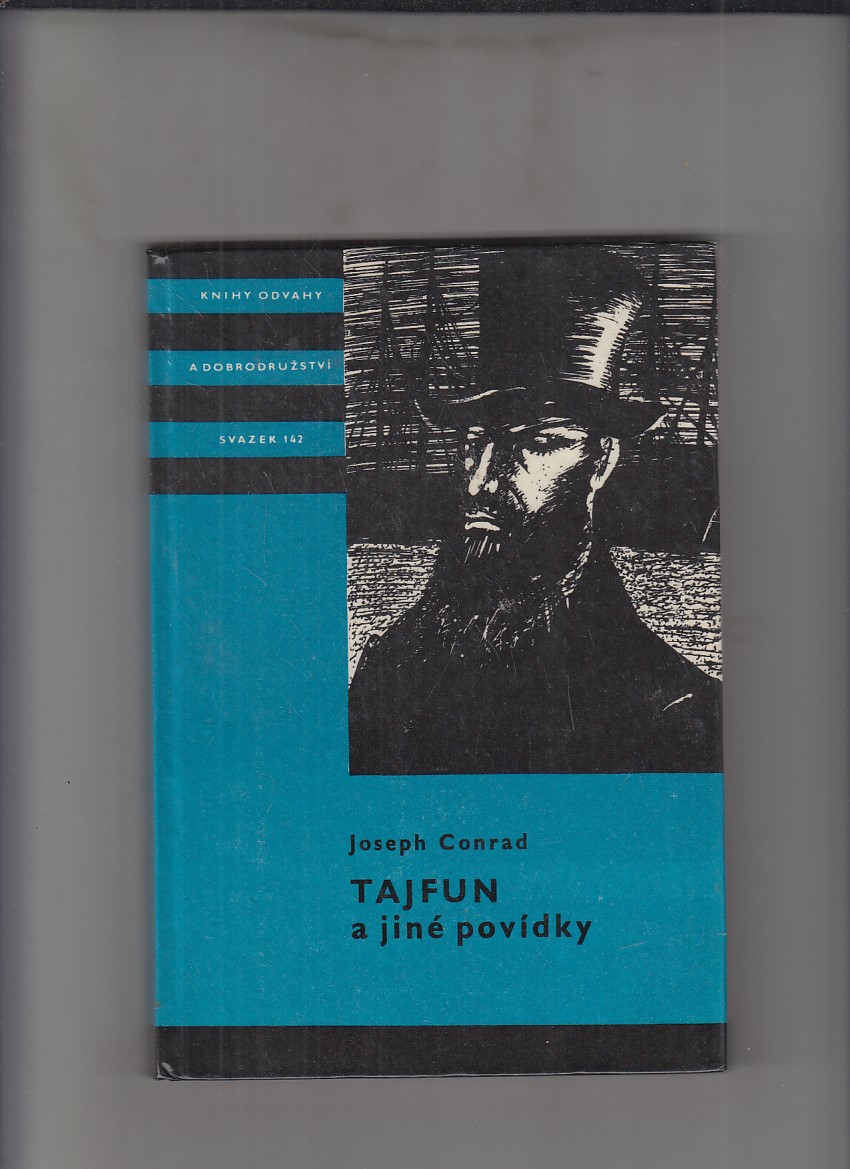 KNIHY ODVAHY
A DOBRODRUŽSTVÍ
SVAZEK 142
Joseph Conrad
TAJFUN
a jiné povídky